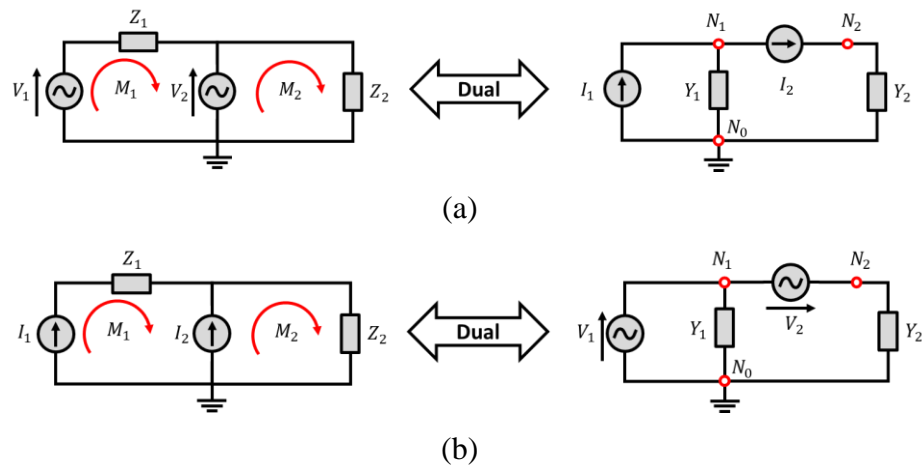 Z₁
V₁ M₁ V₂ M₂ Z₂
Dual
N₁ N₂
I₁ Y₁ I₂ Y₂
N₀
(a)
Z₁
I₁ M₁ I₂ M₂ Z₂
Dual
N₁ N₂
V₁ Y₁ V₂ Y₂
N₀
(b)